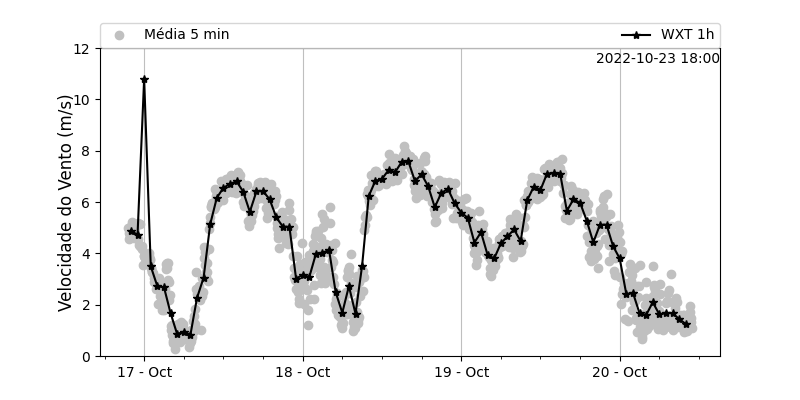 Média 5 min
WXT 1h
2022-10-23 18:00
Velocidade do Vento (m/s)
12
10
8
6
4
2
0
17 - Oct
18 - Oct
19 - Oct
20 - Oct